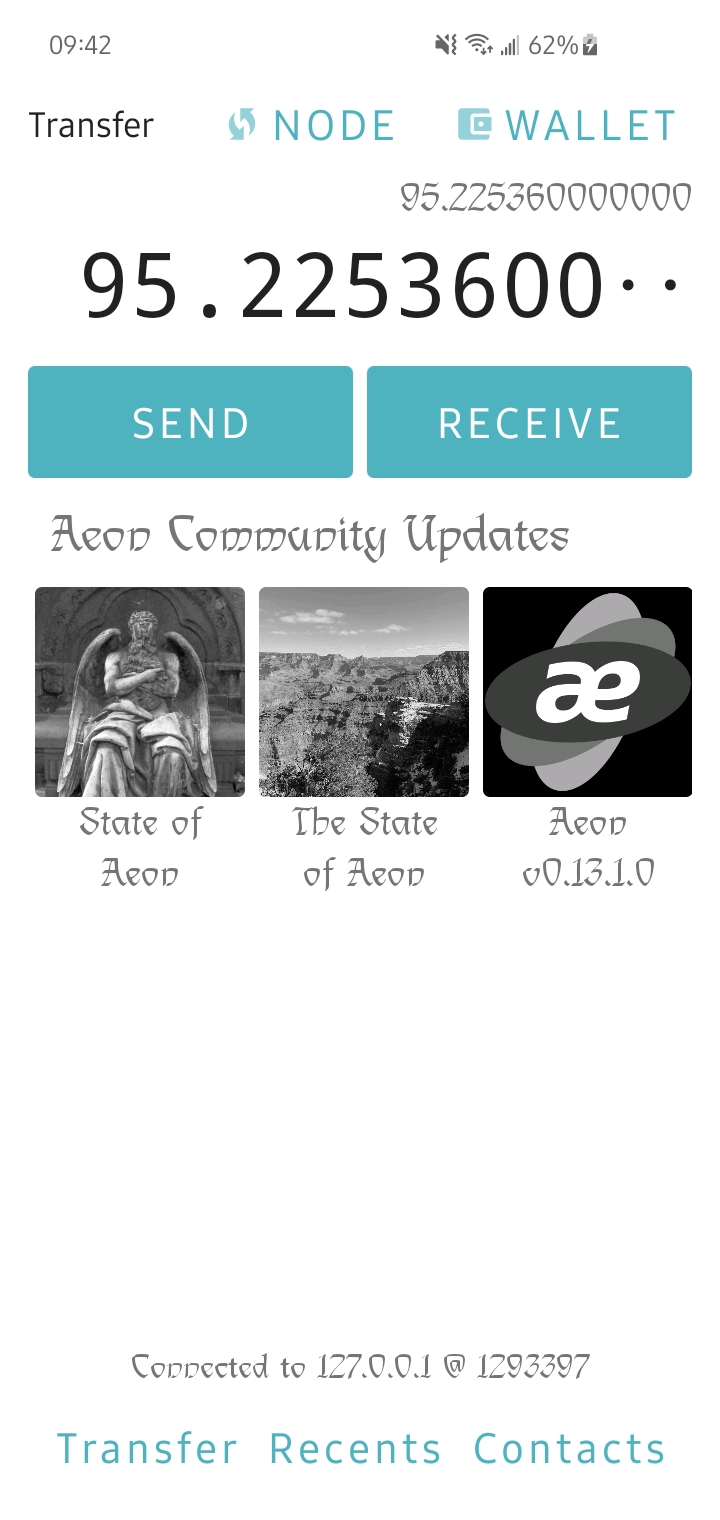 09:42 62%
Transfer NODE WALLET
95.225360000000
95.2253600··
SEND RECEIVE
Aeon Community Updates
æ
State of Aeon
The State of Aeon
Aeon v0.13.1.0
Connected to 127.0.0.1 @ 1293397
Transfer Recents Contacts